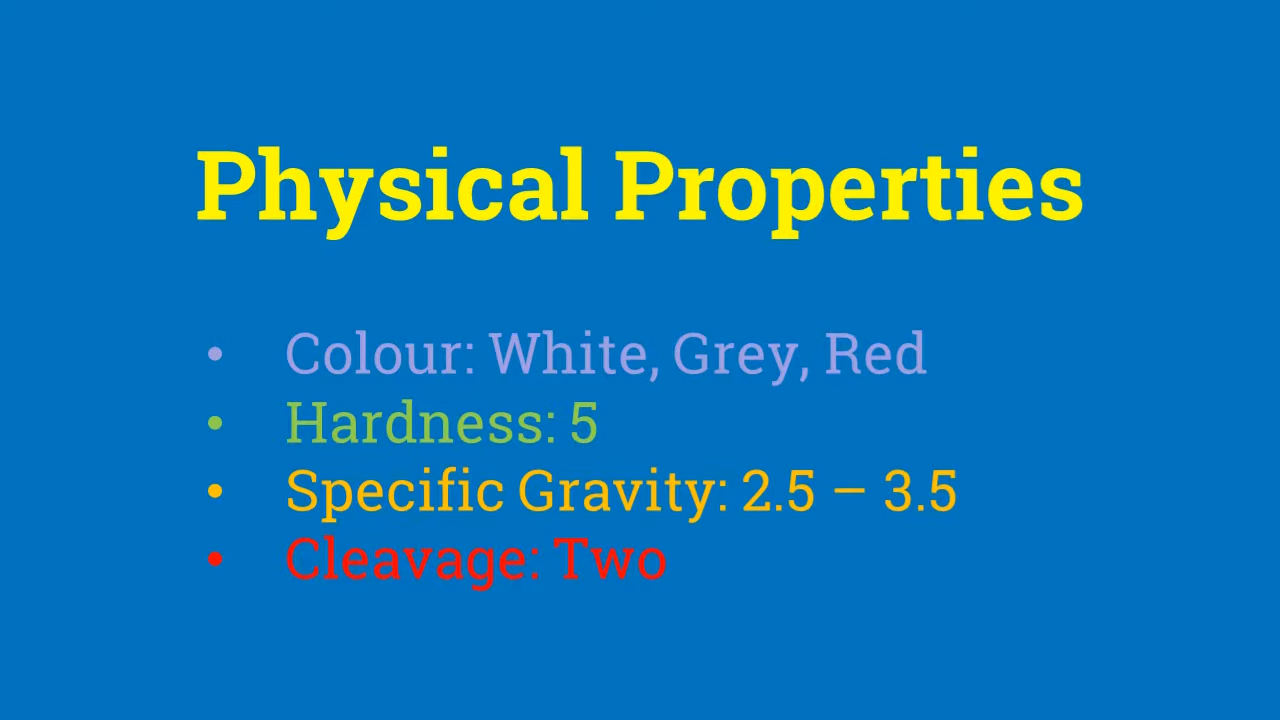 Physical Properties
• Colour: White, Grey, Red
• Hardness: 5
• Specific Gravity: 2.5 – 3.5
• Cleavage: Two